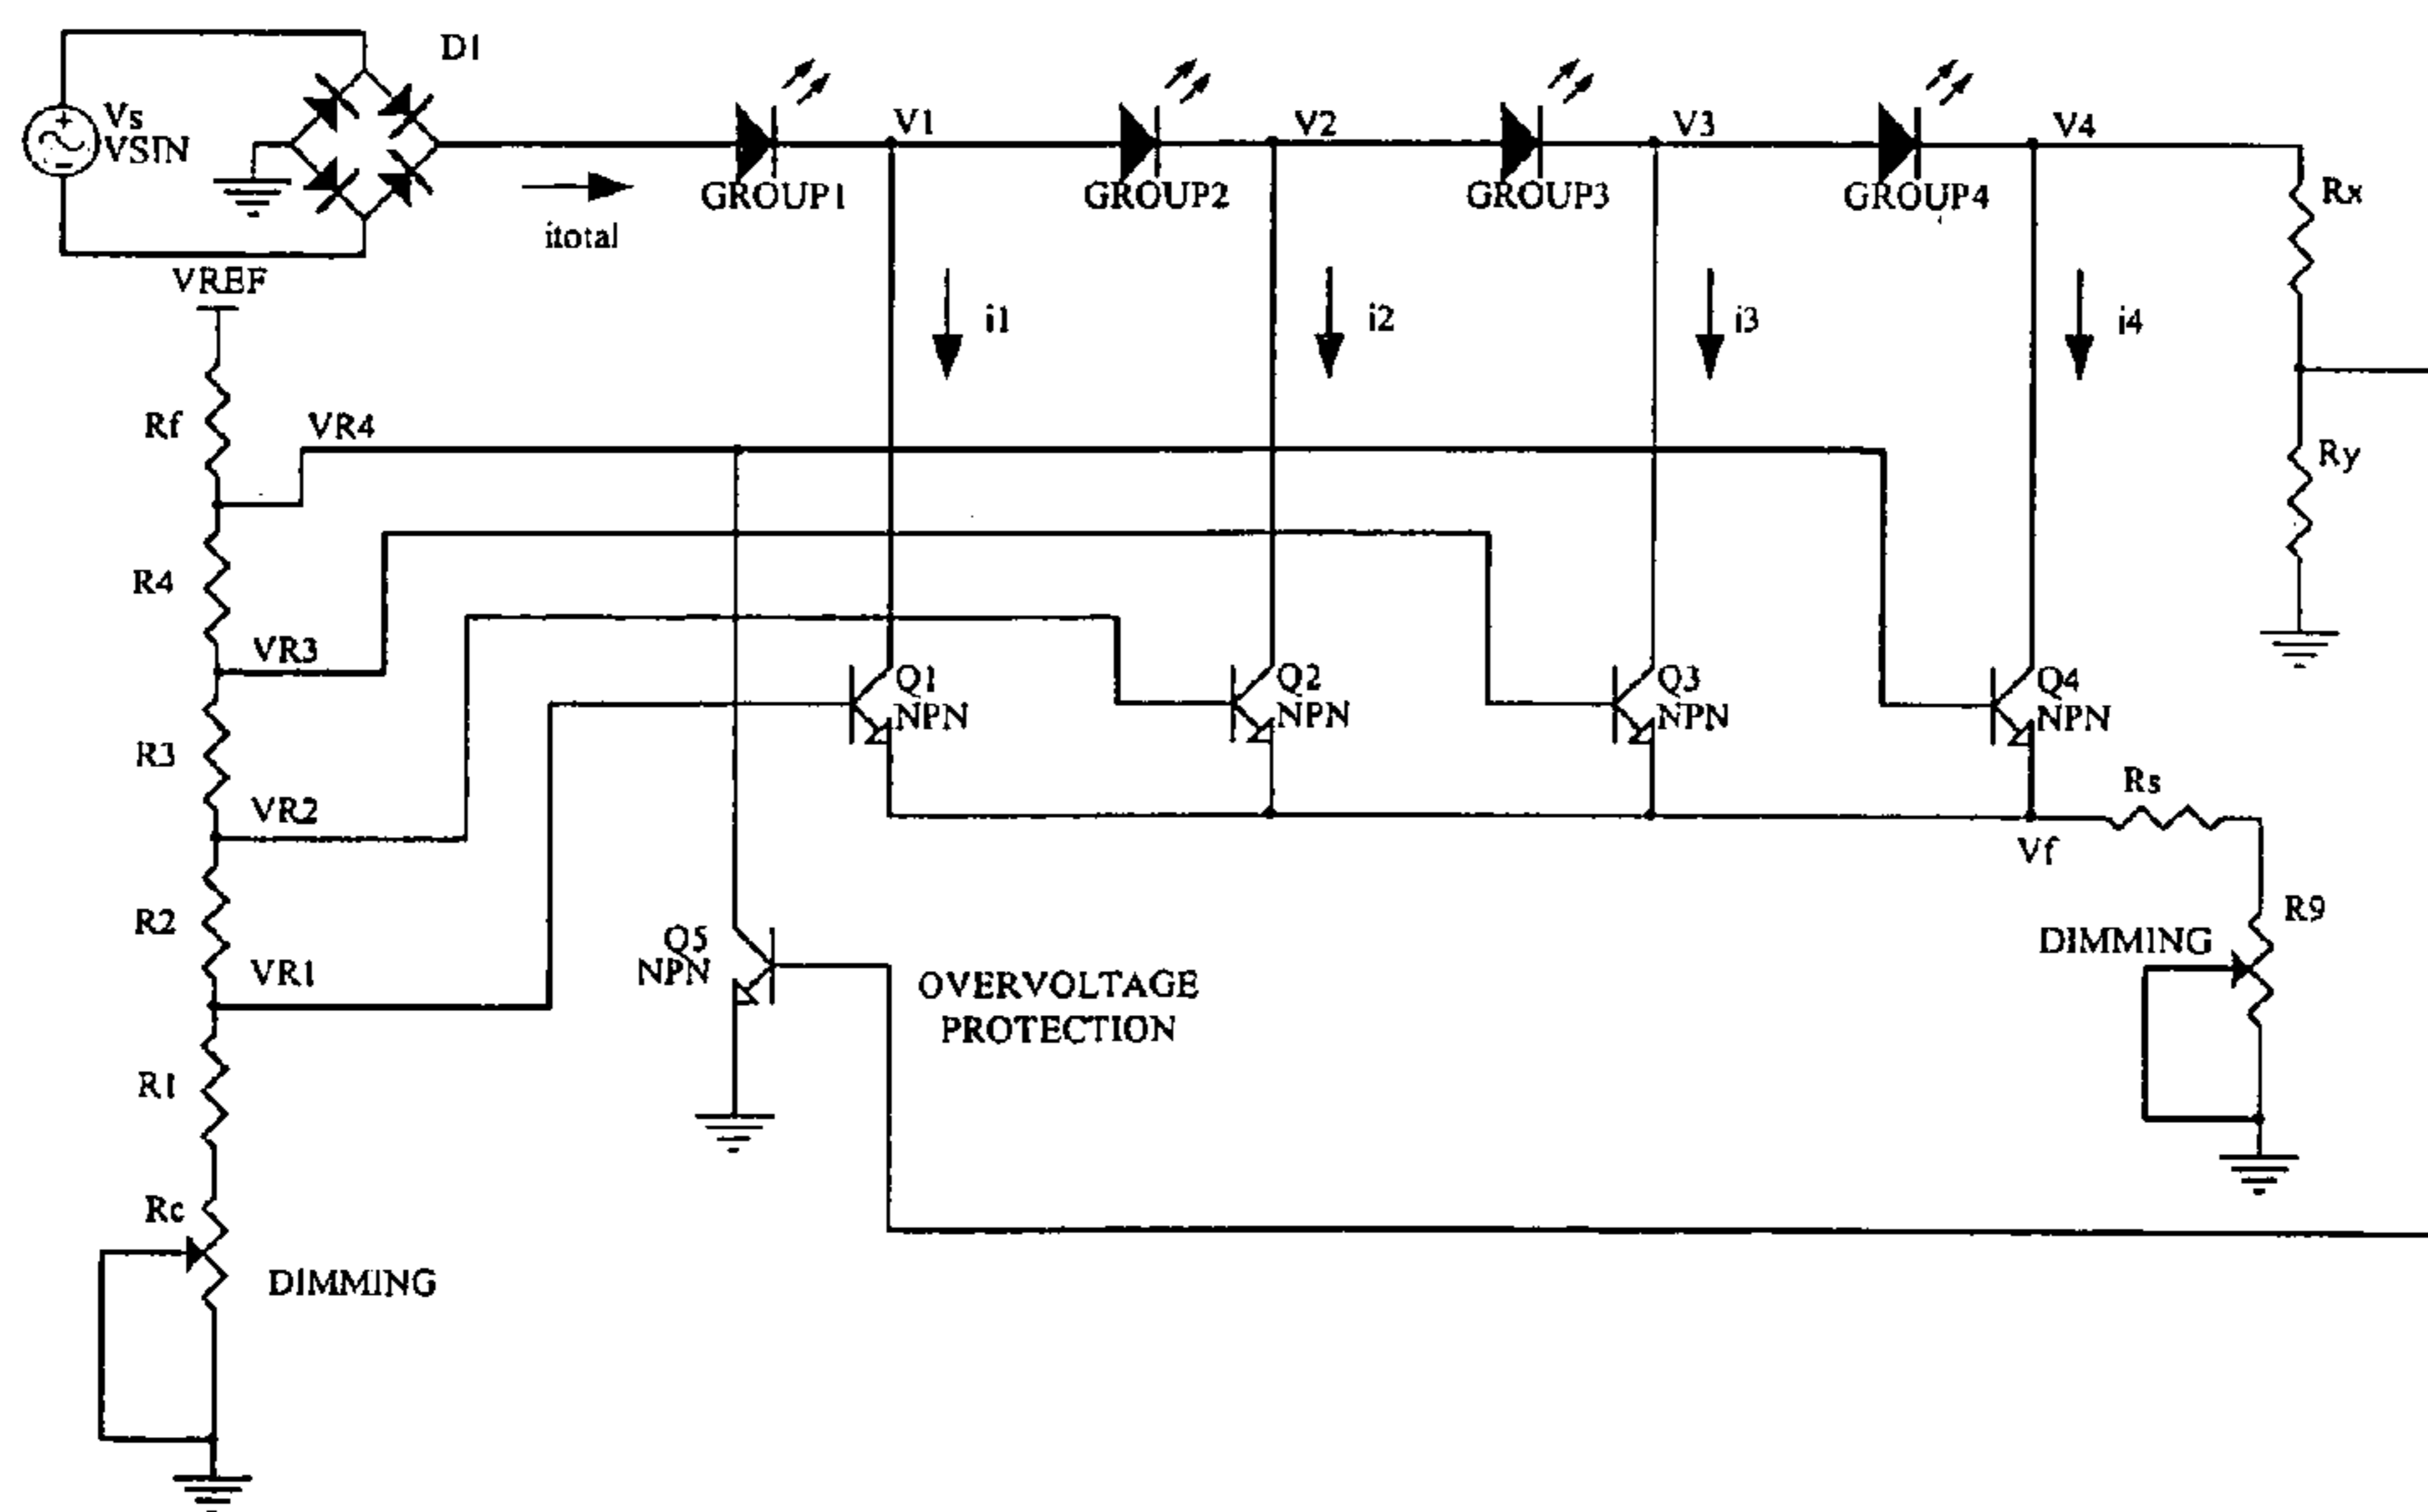 D1
Vs
VSIN
V1
V2
V3
V4
GROUP1
GROUP2
GROUP3
GROUP4
Rx
itotal
VREF
i1
i2
i3
i4
Rf
VR4
Ry
R4
VR3
Q1
NPN
Q2
NPN
Q3
NPN
Q4
NPN
R3
VR2
Rs
Vf
R2
VR1
Q5
NPN
OVERVOLTAGE
PROTECTION
R9
DIMMING
R1
Rc
DIMMING